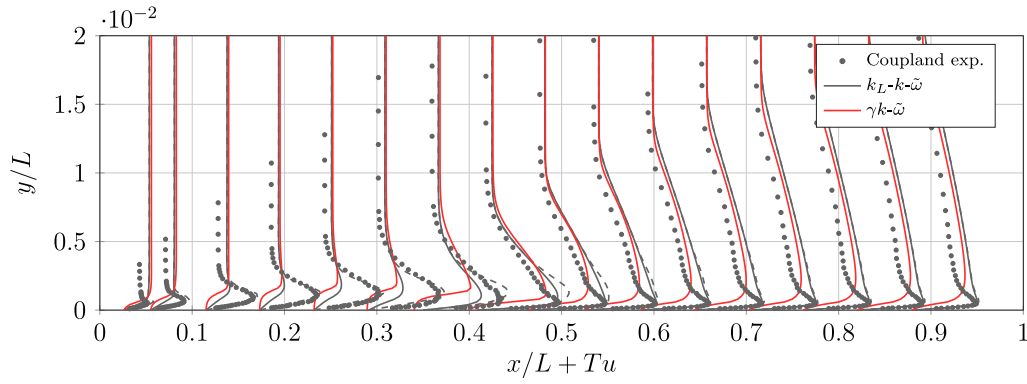 ·10⁻²
2
1.5
1
0.5
0
y/L
Coupland exp.
k_L-k-ω̃
γk-ω̃
0 0.1 0.2 0.3 0.4 0.5 0.6 0.7 0.8 0.9 1
x/L + Tu